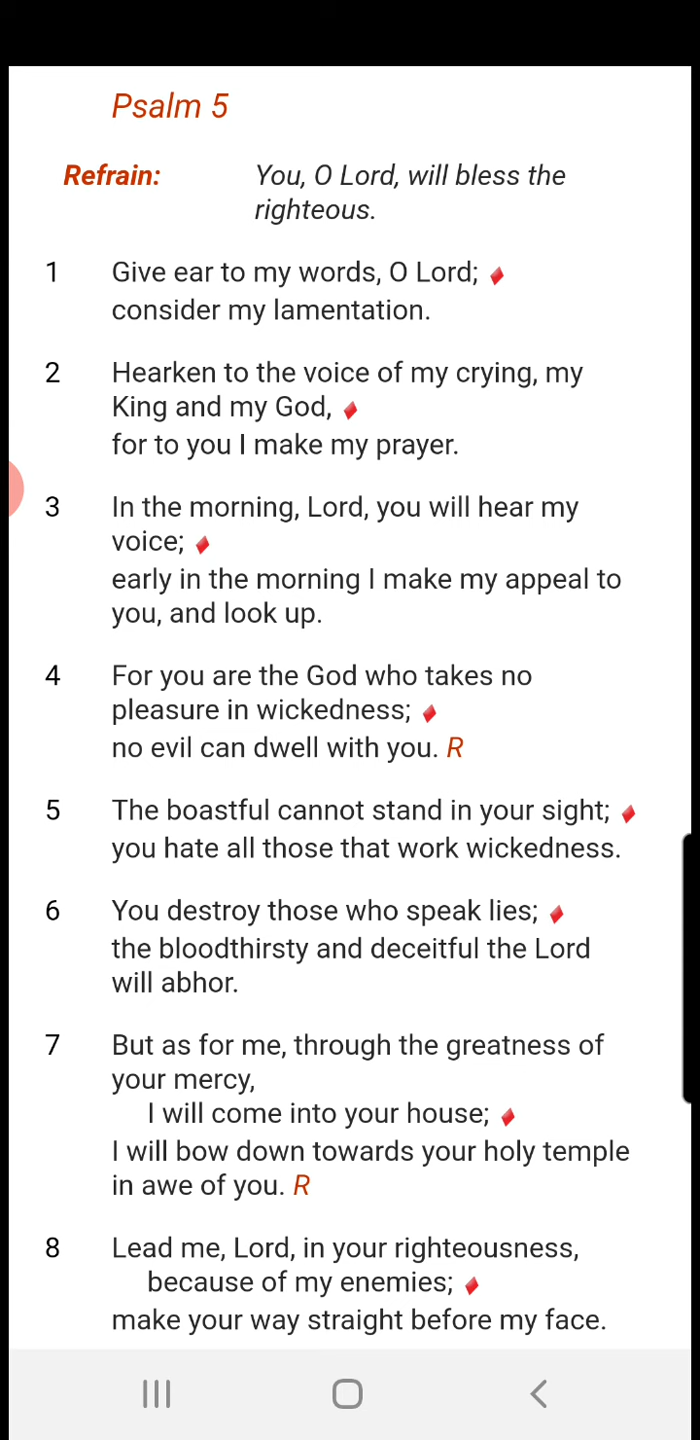 Psalm 5
Refrain: You, O Lord, will bless the
righteous.
1 Give ear to my words, O Lord; ♦
consider my lamentation.
2 Hearken to the voice of my crying, my
King and my God, ♦
for to you I make my prayer.
3 In the morning, Lord, you will hear my
voice; ♦
early in the morning I make my appeal to
you, and look up.
4 For you are the God who takes no
pleasure in wickedness; ♦
no evil can dwell with you. R
5 The boastful cannot stand in your sight; ♦
you hate all those that work wickedness.
6 You destroy those who speak lies; ♦
the bloodthirsty and deceitful the Lord
will abhor.
7 But as for me, through the greatness of
your mercy,
I will come into your house; ♦
I will bow down towards your holy temple
in awe of you. R
8 Lead me, Lord, in your righteousness,
because of my enemies; ♦
make your way straight before my face.